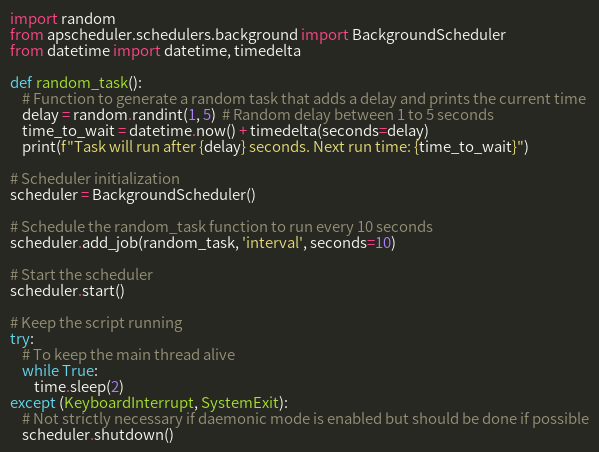 import random
from apscheduler.schedulers.background import BackgroundScheduler
from datetime import datetime, timedelta

def random_task():
    # Function to generate a random task that adds a delay and prints the current time
    delay = random.randint(1, 5)  # Random delay between 1 to 5 seconds
    time_to_wait = datetime.now() + timedelta(seconds=delay)
    print(f"Task will run after {delay} seconds. Next run time: {time_to_wait}")

# Scheduler initialization
scheduler = BackgroundScheduler()

# Schedule the random_task function to run every 10 seconds
scheduler.add_job(random_task, 'interval', seconds=10)

# Start the scheduler
scheduler.start()

# Keep the script running
try:
    # To keep the main thread alive
    while True:
        time.sleep(2)
except (KeyboardInterrupt, SystemExit):
    # Not strictly necessary if daemonic mode is enabled but should be done if possible
    scheduler.shutdown()